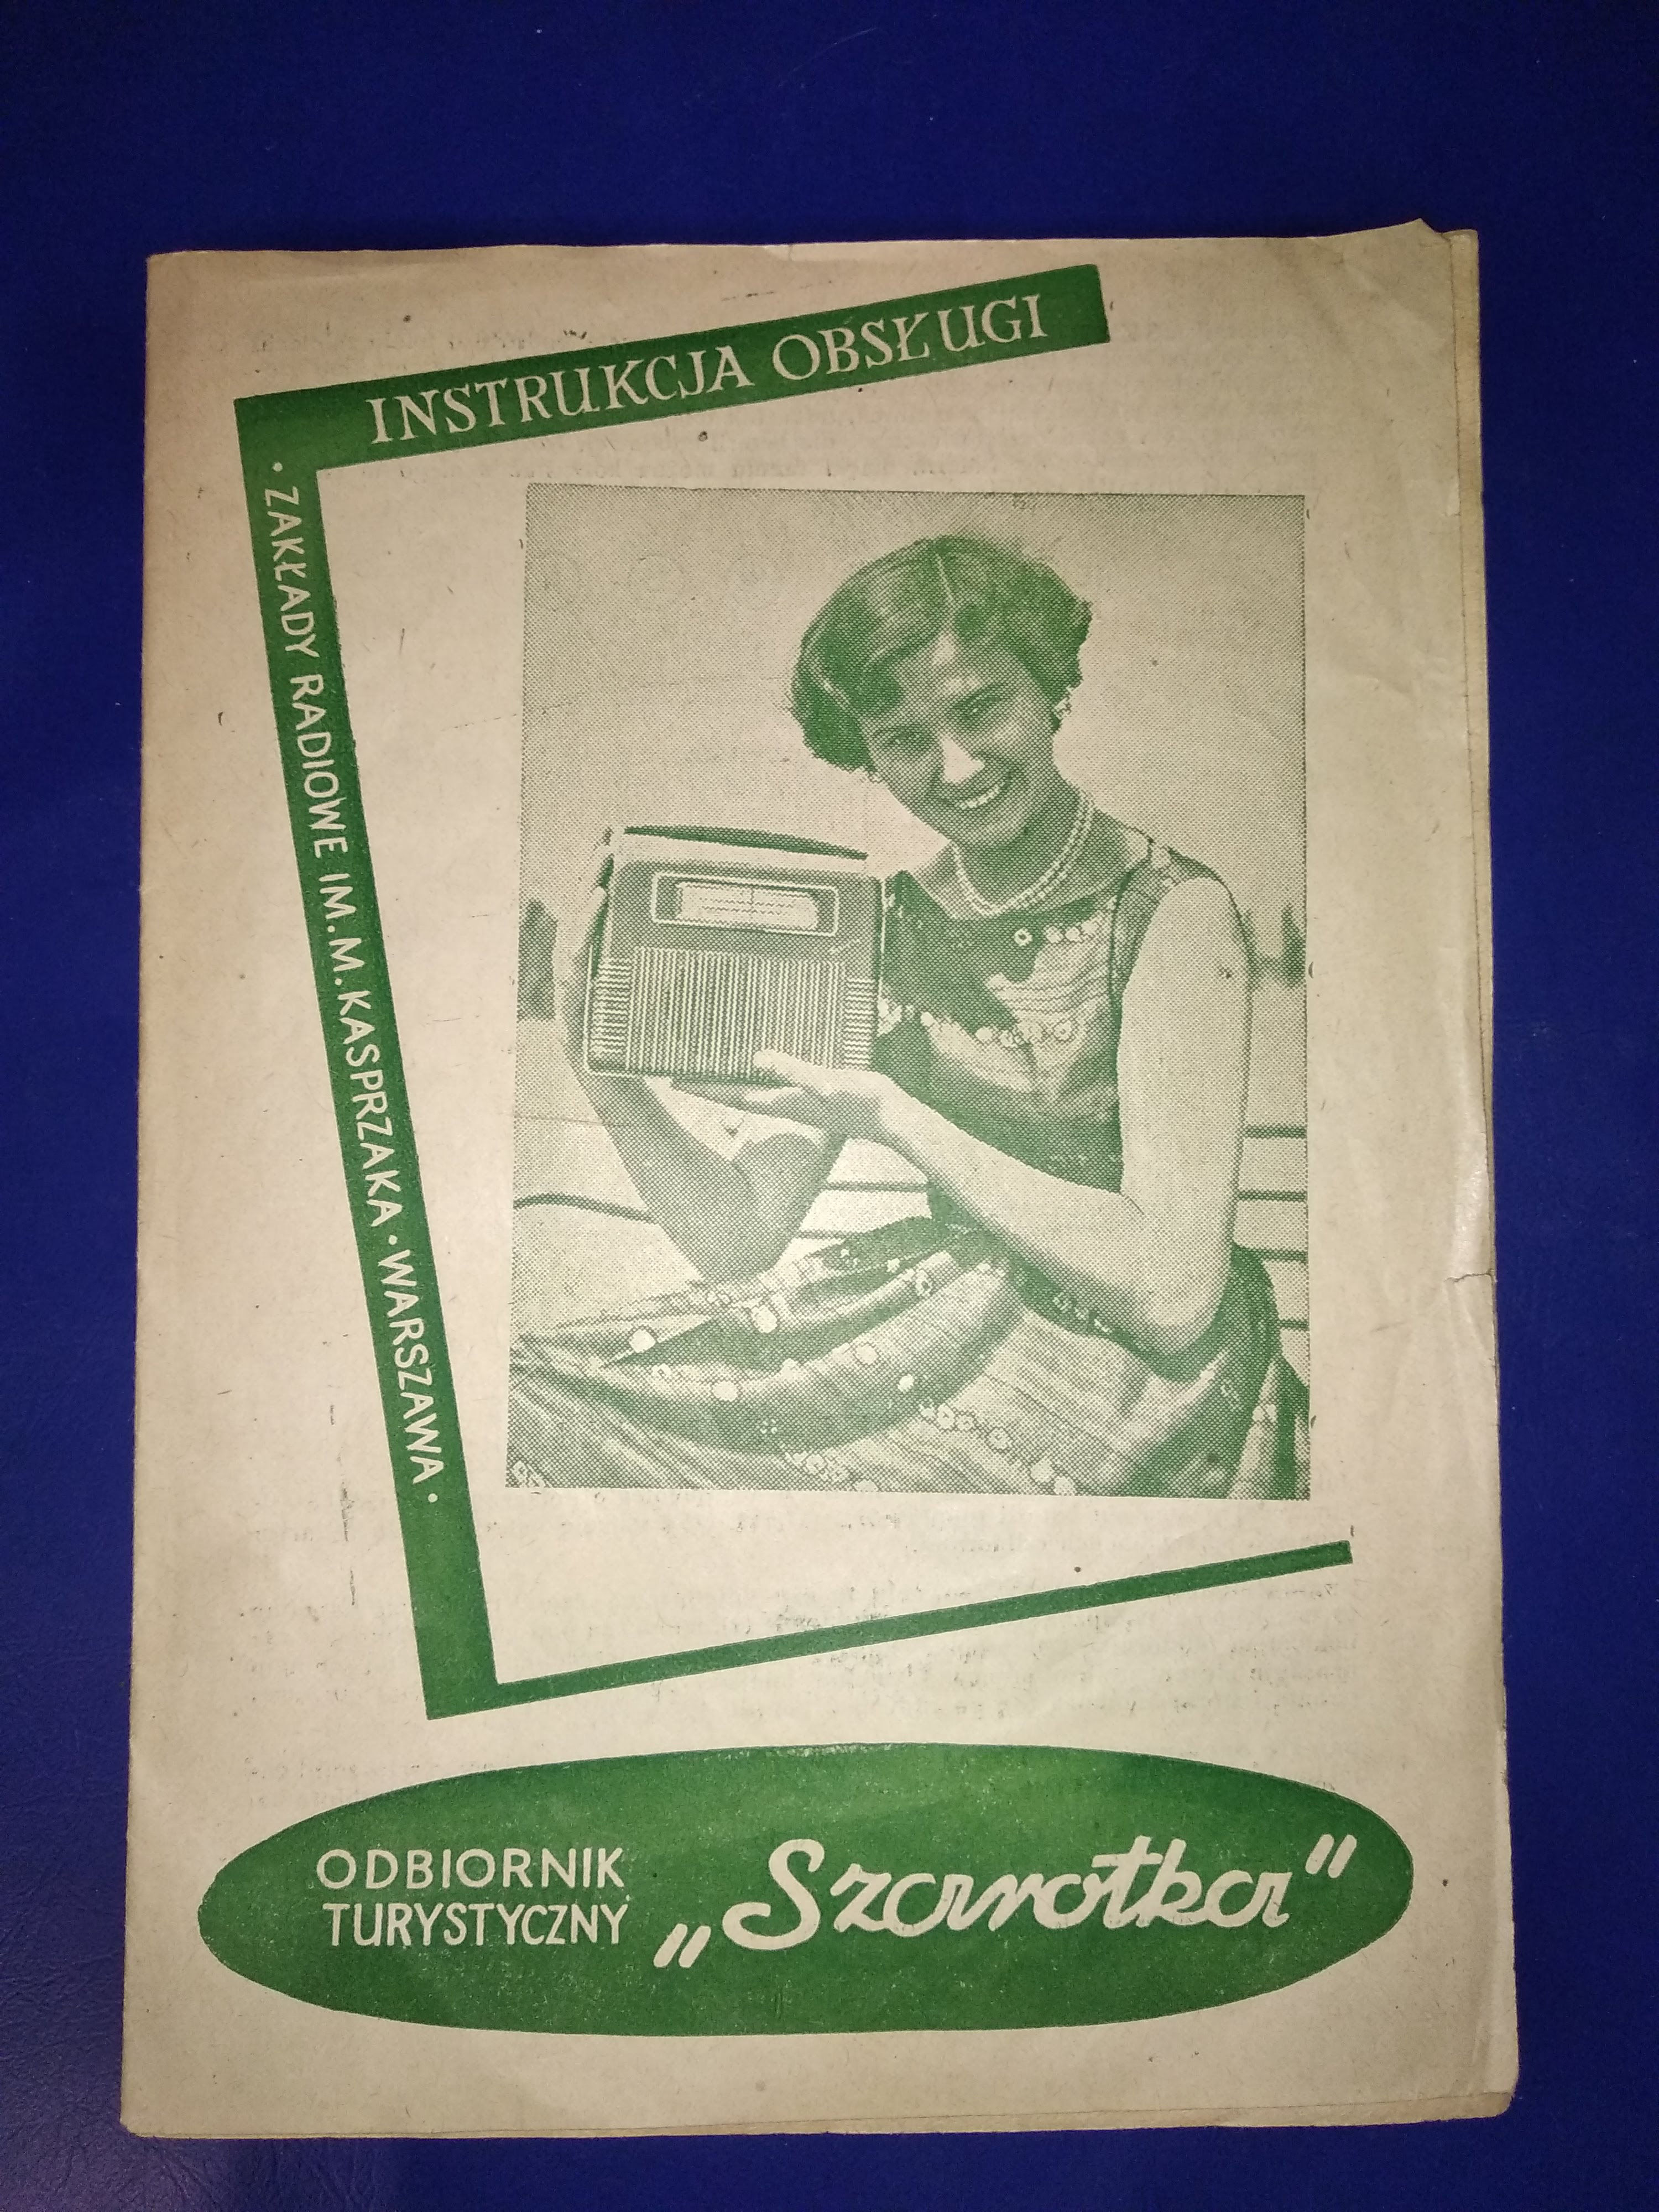 INSTRUKCJA OBSŁUGI
· ZAKŁADY RADIOWE IM. M. KASPRZAKA · WARSZAWA ·
ODBIORNIK
TURYSTYCZNY
„Szarotka"